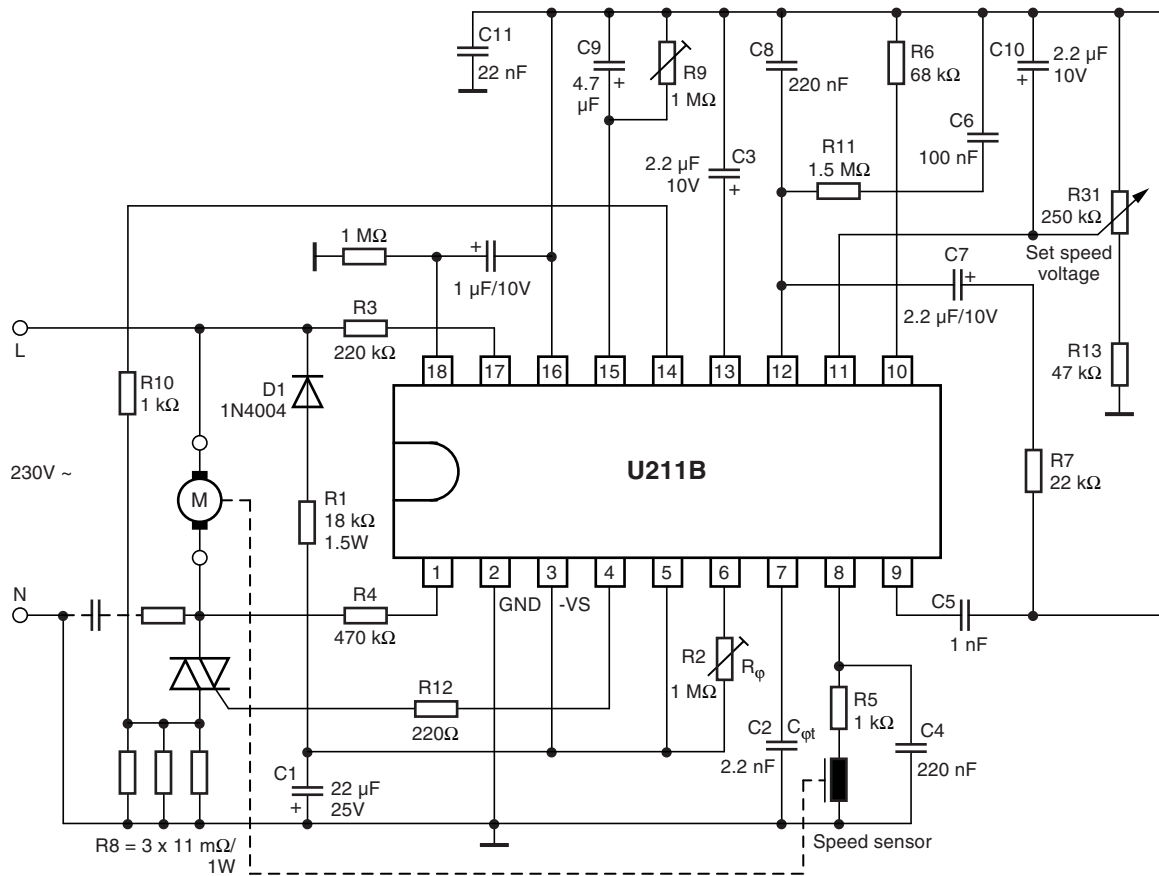 C11
22 nF
C9
4.7
µF
+
R9
1 MΩ
C8
220 nF
R6
68 kΩ
C10
+
2.2 µF
10V
C6
100 nF
R11
1.5 MΩ
2.2 µF
10V
C3
+
R31
250 kΩ
Set speed
voltage
1 MΩ
+
1 µF/10V
C7
+
2.2 µF/10V
L
R3
220 kΩ
R13
47 kΩ
18
17
16
15
14
13
12
11
10
R10
1 kΩ
D1
1N4004
230V ~
M
R1
18 kΩ
1.5W
U211B
R7
22 kΩ
1
2
3
4
5
6
7
8
9
N
R4
470 kΩ
GND
-VS
C5
1 nF
R2
1 MΩ
Rφ
R12
220Ω
R5
1 kΩ
C2
2.2 nF
Cφt
C4
220 nF
C1
+
22 µF
25V
R8 = 3 x 11 mΩ/
1W
Speed sensor